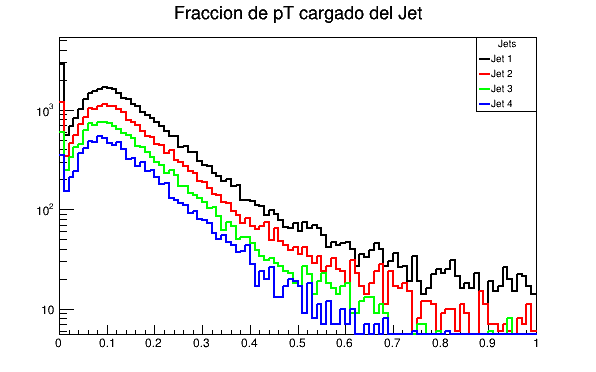 Fraccion de pT cargado del Jet
Jets
Jet 1
Jet 2
Jet 3
Jet 4
10³
10²
10
0 0.1 0.2 0.3 0.4 0.5 0.6 0.7 0.8 0.9 1